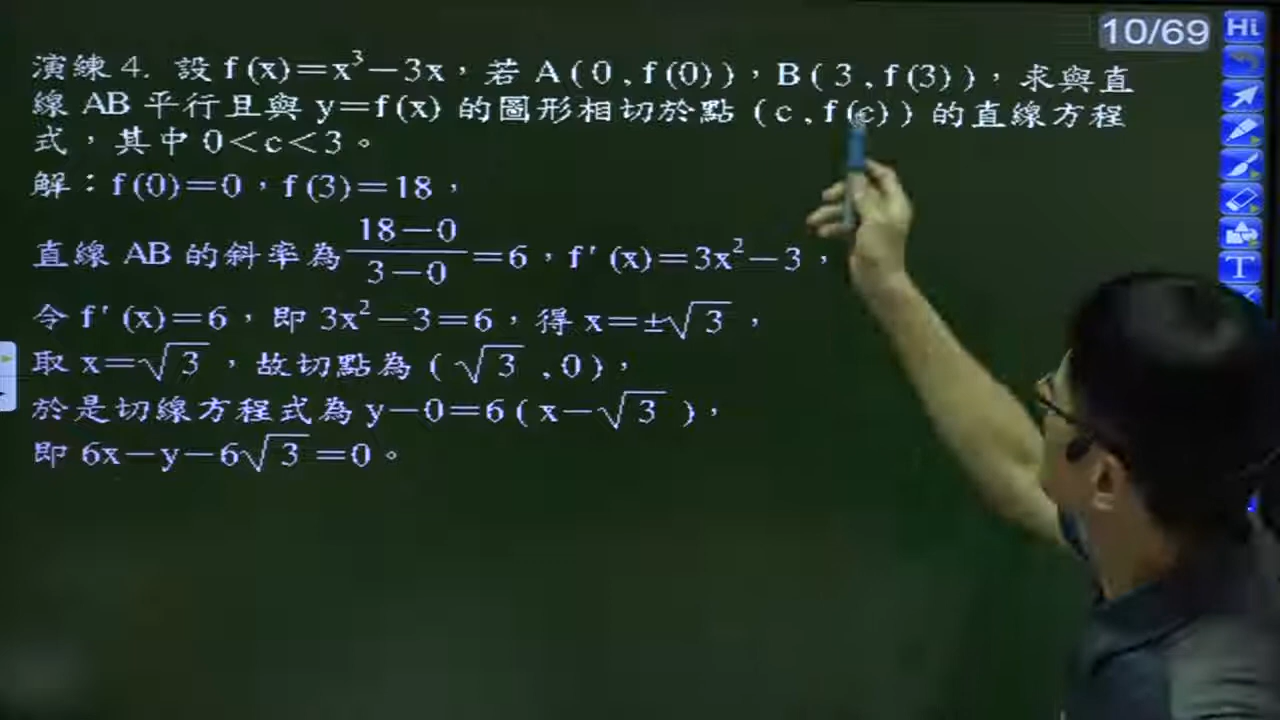 10/69
Hi
演練 4. 設 f(x)=x³−3x，若 A(0,f(0))，B(3,f(3))，求與直
線 AB 平行且與 y=f(x) 的圖形相切於點 (c,f(c)) 的直線方程
式，其中 0<c<3。
解：f(0)=0，f(3)=18，
直線 AB 的斜率為 \frac{18−0}{3−0}=6，f′(x)=3x²−3，
令 f′(x)=6，即 3x²−3=6，得 x=±√3，
取 x=√3，故切點為 (√3,0)，
於是切線方程式為 y−0=6(x−√3)，
即 6x−y−6√3=0。
T